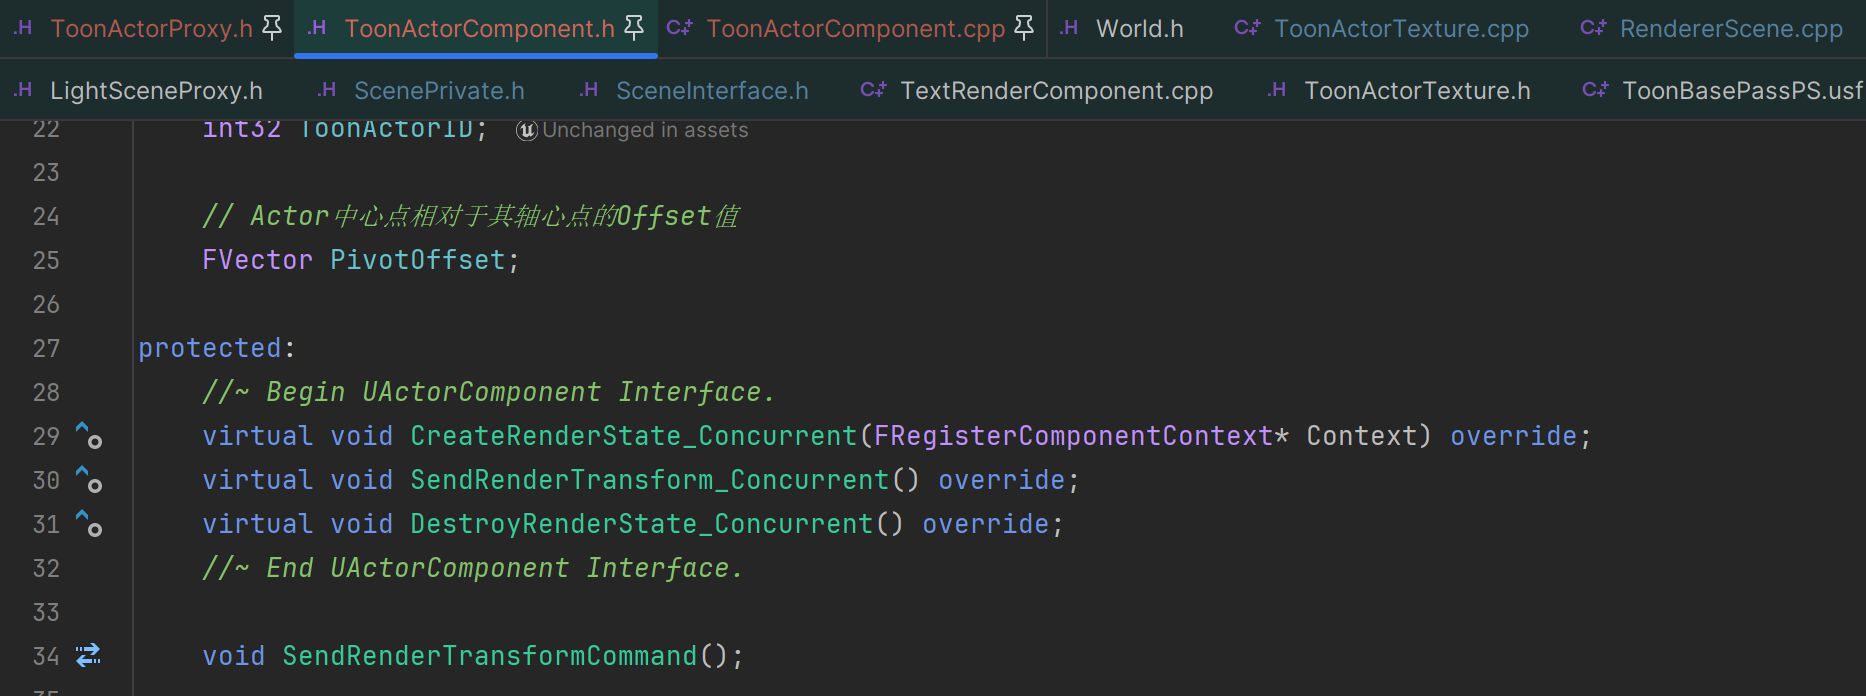 .H ToonActorProxy.h .H ToonActorComponent.h C++ ToonActorComponent.cpp .H World.h C++ ToonActorTexture.cpp C++ RendererScene.cpp
.H LightSceneProxy.h .H ScenePrivate.h .H SceneInterface.h C++ TextRenderComponent.cpp .H ToonActorTexture.h C++ ToonBasePassPS.usf
22 int32 ToonActorID; Unchanged in assets
23
24 // Actor中心点相对于其轴心点的Offset值
25 FVector PivotOffset;
26
27 protected:
28 //~ Begin UActorComponent Interface.
29 virtual void CreateRenderState_Concurrent(FRegisterComponentContext* Context) override;
30 virtual void SendRenderTransform_Concurrent() override;
31 virtual void DestroyRenderState_Concurrent() override;
32 //~ End UActorComponent Interface.
33
34 void SendRenderTransformCommand();
35